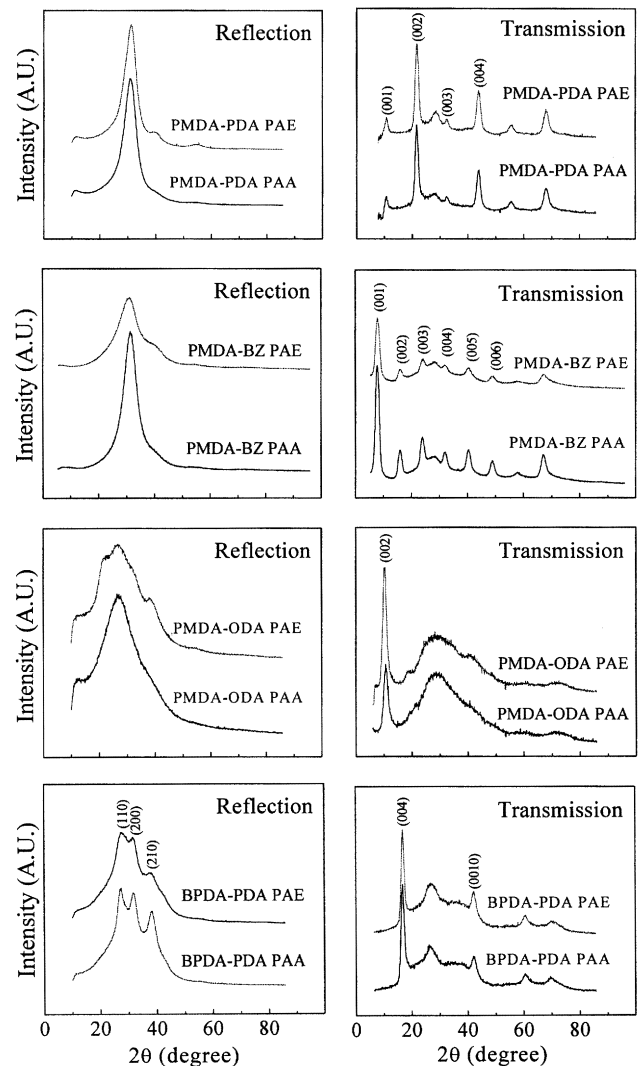 Intensity (A.U.)
Reflection
PMDA-PDA PAE
PMDA-PDA PAA
Transmission
(001)
(002)
(003)
(004)
PMDA-PDA PAE
PMDA-PDA PAA
Intensity (A.U.)
Reflection
PMDA-BZ PAE
PMDA-BZ PAA
Transmission
(001)
(002)
(003)
(004)
(005)
(006)
PMDA-BZ PAE
PMDA-BZ PAA
Intensity (A.U.)
Reflection
PMDA-ODA PAE
PMDA-ODA PAA
Transmission
(002)
PMDA-ODA PAE
PMDA-ODA PAA
Intensity (A.U.)
Reflection
(110)
(200)
(210)
BPDA-PDA PAE
BPDA-PDA PAA
0 20 40 60 80
2θ (degree)
Transmission
(004)
(0010)
BPDA-PDA PAE
BPDA-PDA PAA
0 20 40 60 80 100
2θ (degree)